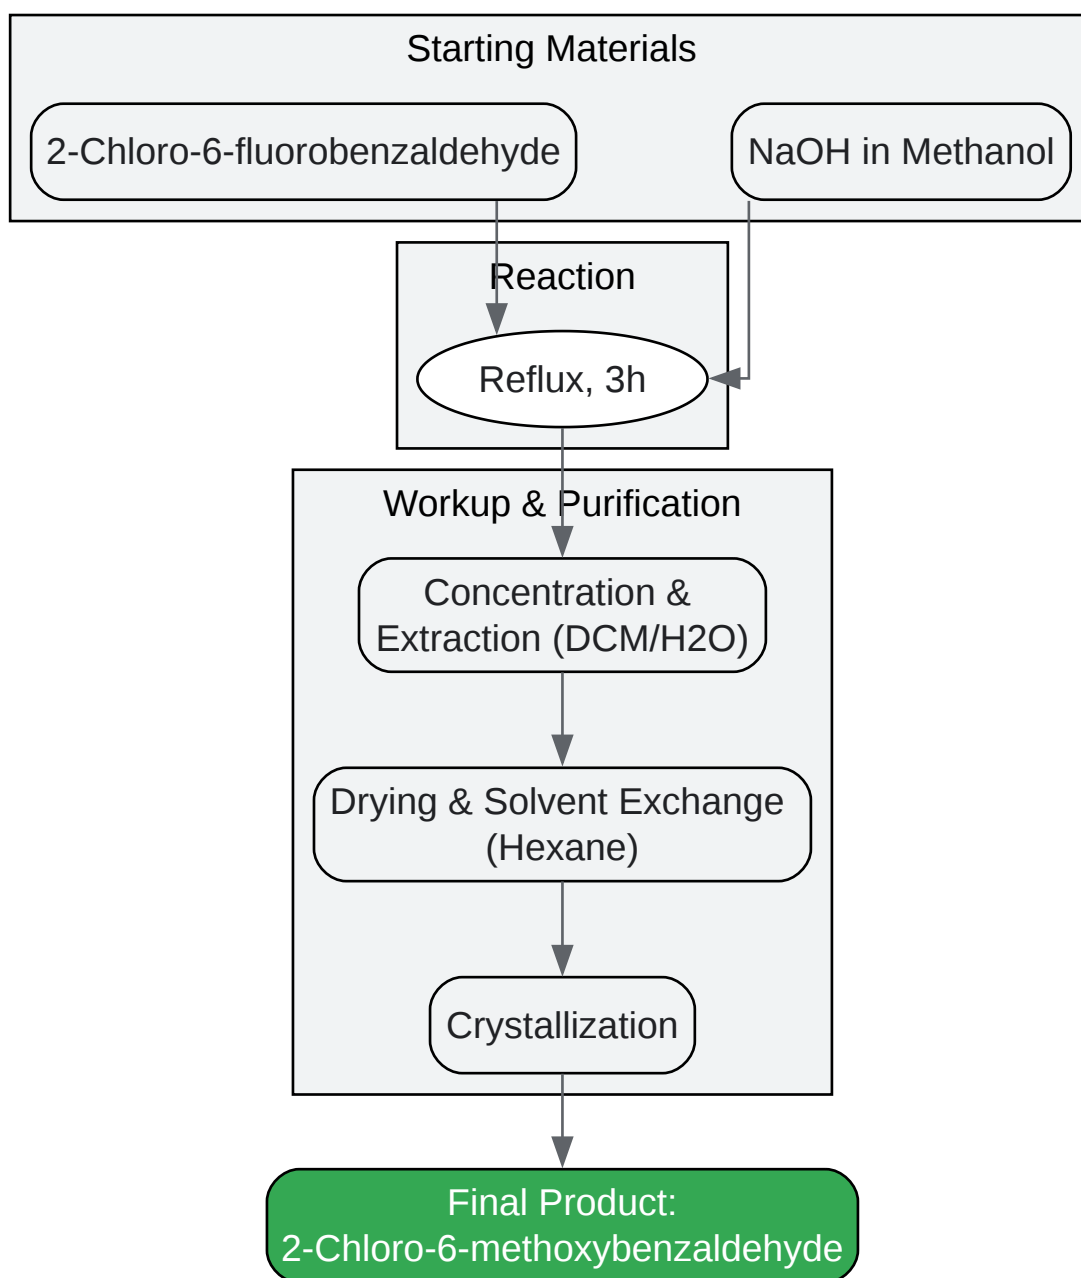 Starting Materials
2-Chloro-6-fluorobenzaldehyde
NaOH in Methanol
Reaction
Reflux, 3h
Workup & Purification
Concentration &
Extraction (DCM/H2O)
Drying & Solvent Exchange
(Hexane)
Crystallization
Final Product:
2-Chloro-6-methoxybenzaldehyde